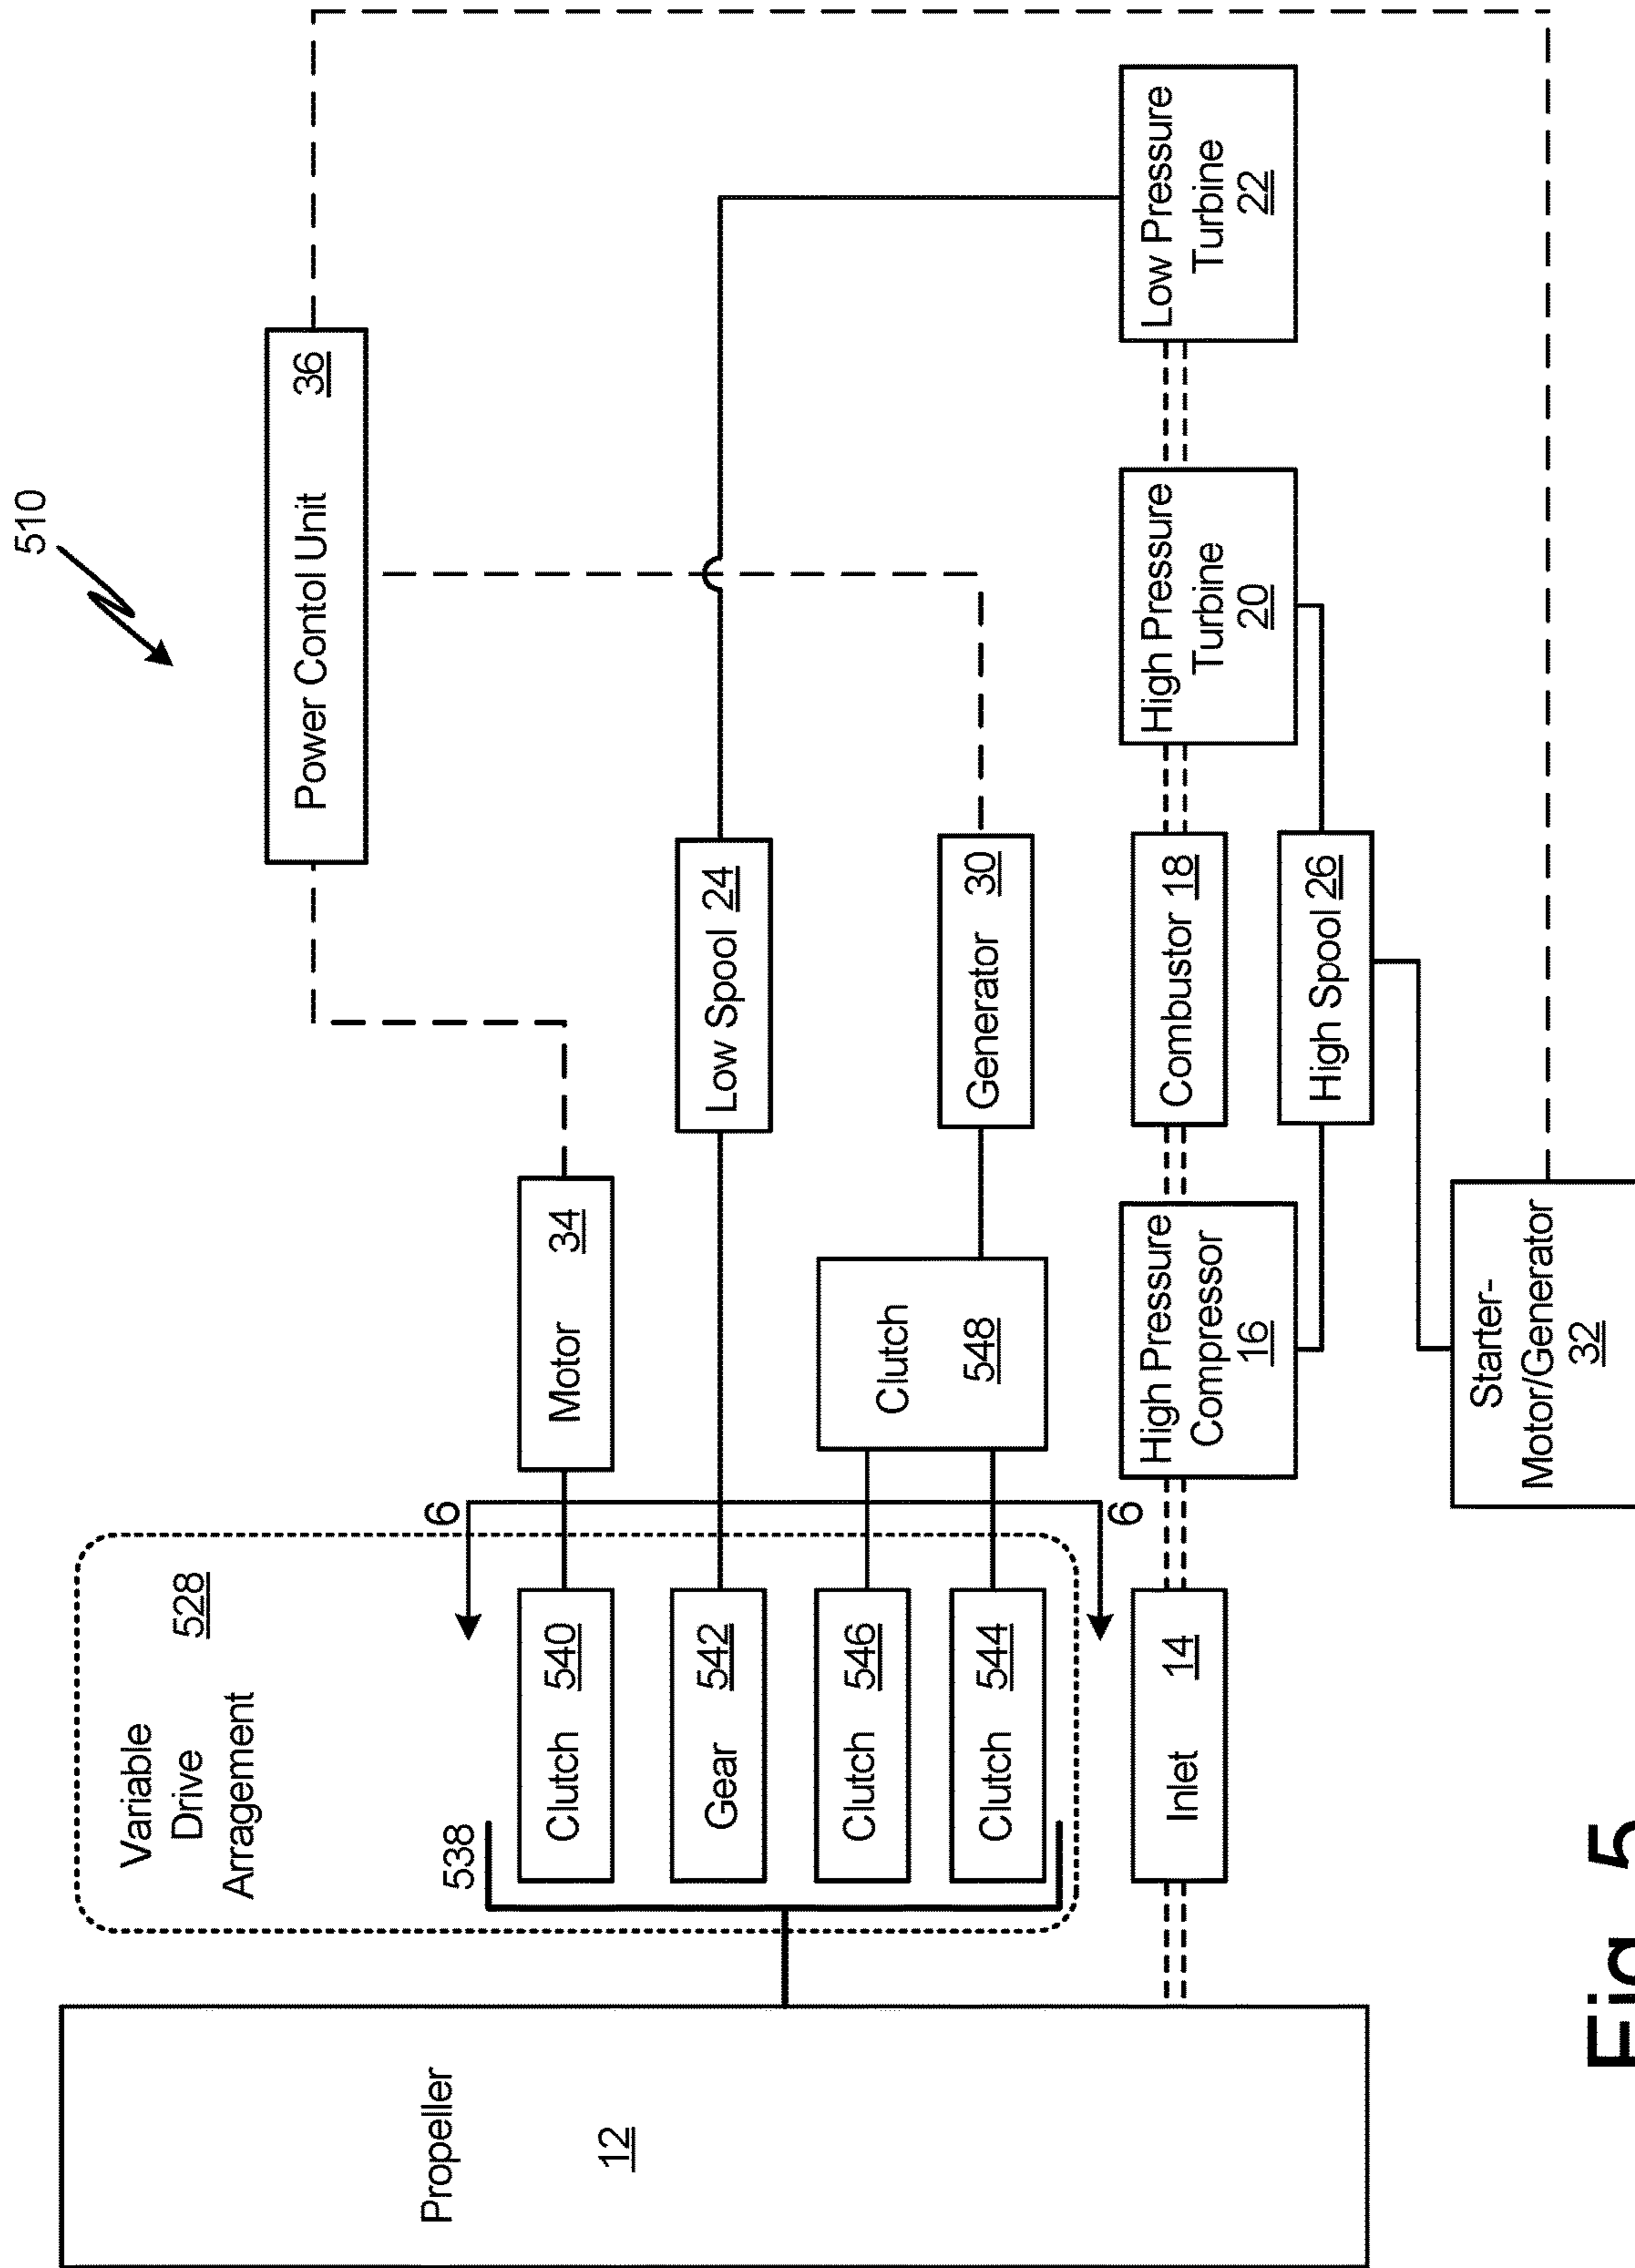 510
Power Contol Unit 36
Variable
Drive 528
Arragement
538
6
Clutch 540
Motor 34
Gear 542
Low Spool 24
Clutch 546
Clutch 544
Clutch
548
Generator 30
6
Propeller
12
Inlet 14
High Pressure
Compressor
16
Combustor 18
High Pressure
Turbine
20
Low Pressure
Turbine
22
High Spool 26
Starter-
Motor/Generator
32
Fig. 5